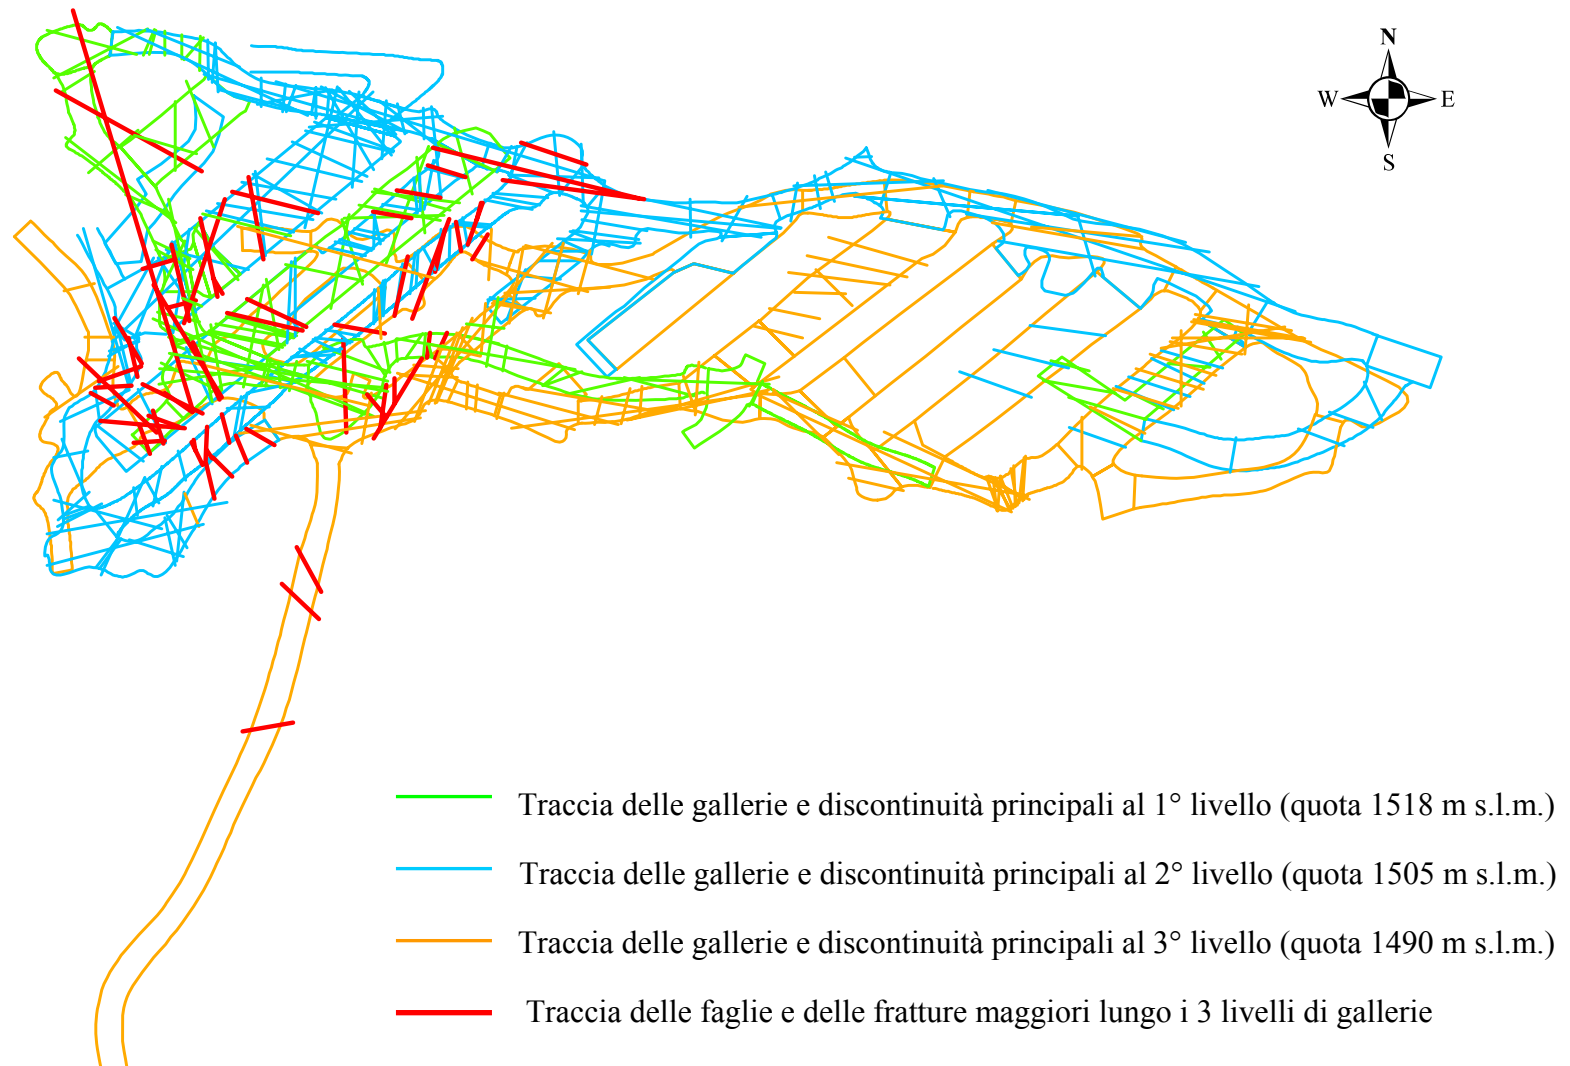 N
W E
S
Traccia delle gallerie e discontinuità principali al 1° livello (quota 1518 m s.l.m.)
Traccia delle gallerie e discontinuità principali al 2° livello (quota 1505 m s.l.m.)
Traccia delle gallerie e discontinuità principali al 3° livello (quota 1490 m s.l.m.)
Traccia delle faglie e delle fratture maggiori lungo i 3 livelli di gallerie